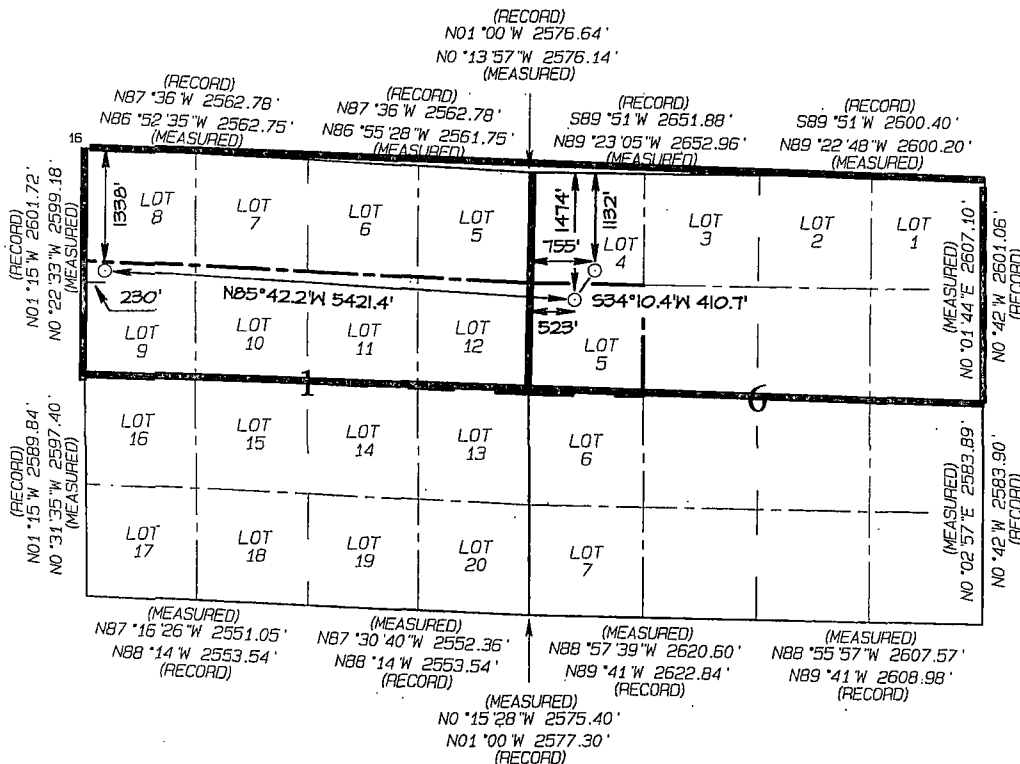 (RECORD)
N01 °00 'W 2576.64 '
N0 °13 '57 "W 2576.14 '
(MEASURED)
(RECORD)
N87 °36 'W 2562.78 '
N86 °52 '35 "W 2562.75 '
(MEASURED)
(RECORD)
N87 °36 'W 2562.78 '
N86 °55 '28 "W 2561.75 '
(MEASURED)
(RECORD)
S89 °51 'W 2651.88 '
N89 °23 '05 "W 2652.96 '
(MEASURED)
(RECORD)
S89 °51 'W 2600.40 '
N89 °22 '48 "W 2600.20 '
(MEASURED)
16
(RECORD)
N01 °15 'W 2601.72 '
N0 °22 '33 "W 2599.18 '
(MEASURED)
1338'
LOT
8
LOT
7
LOT
6
LOT
5
1474'
1132'
755'
LOT
4
LOT
3
LOT
2
LOT
1
(MEASURED)
N0 °01 '44 "E 2607.10 '
N0 °42 'W 2601.06 '
(RECORD)
230'
N85°42.2'W 5421.4'
S34°10.4'W 410.7'
523'
LOT
9
LOT
10
LOT
11
LOT
12
LOT
5
1
6
(RECORD)
N01 °15 'W 2589.84 '
N0 °31 '35 "W 2597.40 '
(MEASURED)
LOT
16
LOT
15
LOT
14
LOT
13
LOT
6
(MEASURED)
N0 °02 '57 "E 2583.89 '
N0 °42 'W 2583.90 '
(RECORD)
LOT
17
LOT
18
LOT
19
LOT
20
LOT
7
(MEASURED)
N87 °16 '26 "W 2551.05 '
N88 °14 'W 2553.54 '
(RECORD)
(MEASURED)
N87 °30 '40 "W 2552.36 '
N88 °14 'W 2553.54 '
(RECORD)
(MEASURED)
N88 °57 '39 "W 2620.60 '
N89 °41 'W 2622.84 '
(RECORD)
(MEASURED)
N88 °55 '57 "W 2607.57 '
N89 °41 'W 2608.98 '
(RECORD)
(MEASURED)
N0 °15 '28 "W 2575.40 '
N01 °00 'W 2577.30 '
(RECORD)